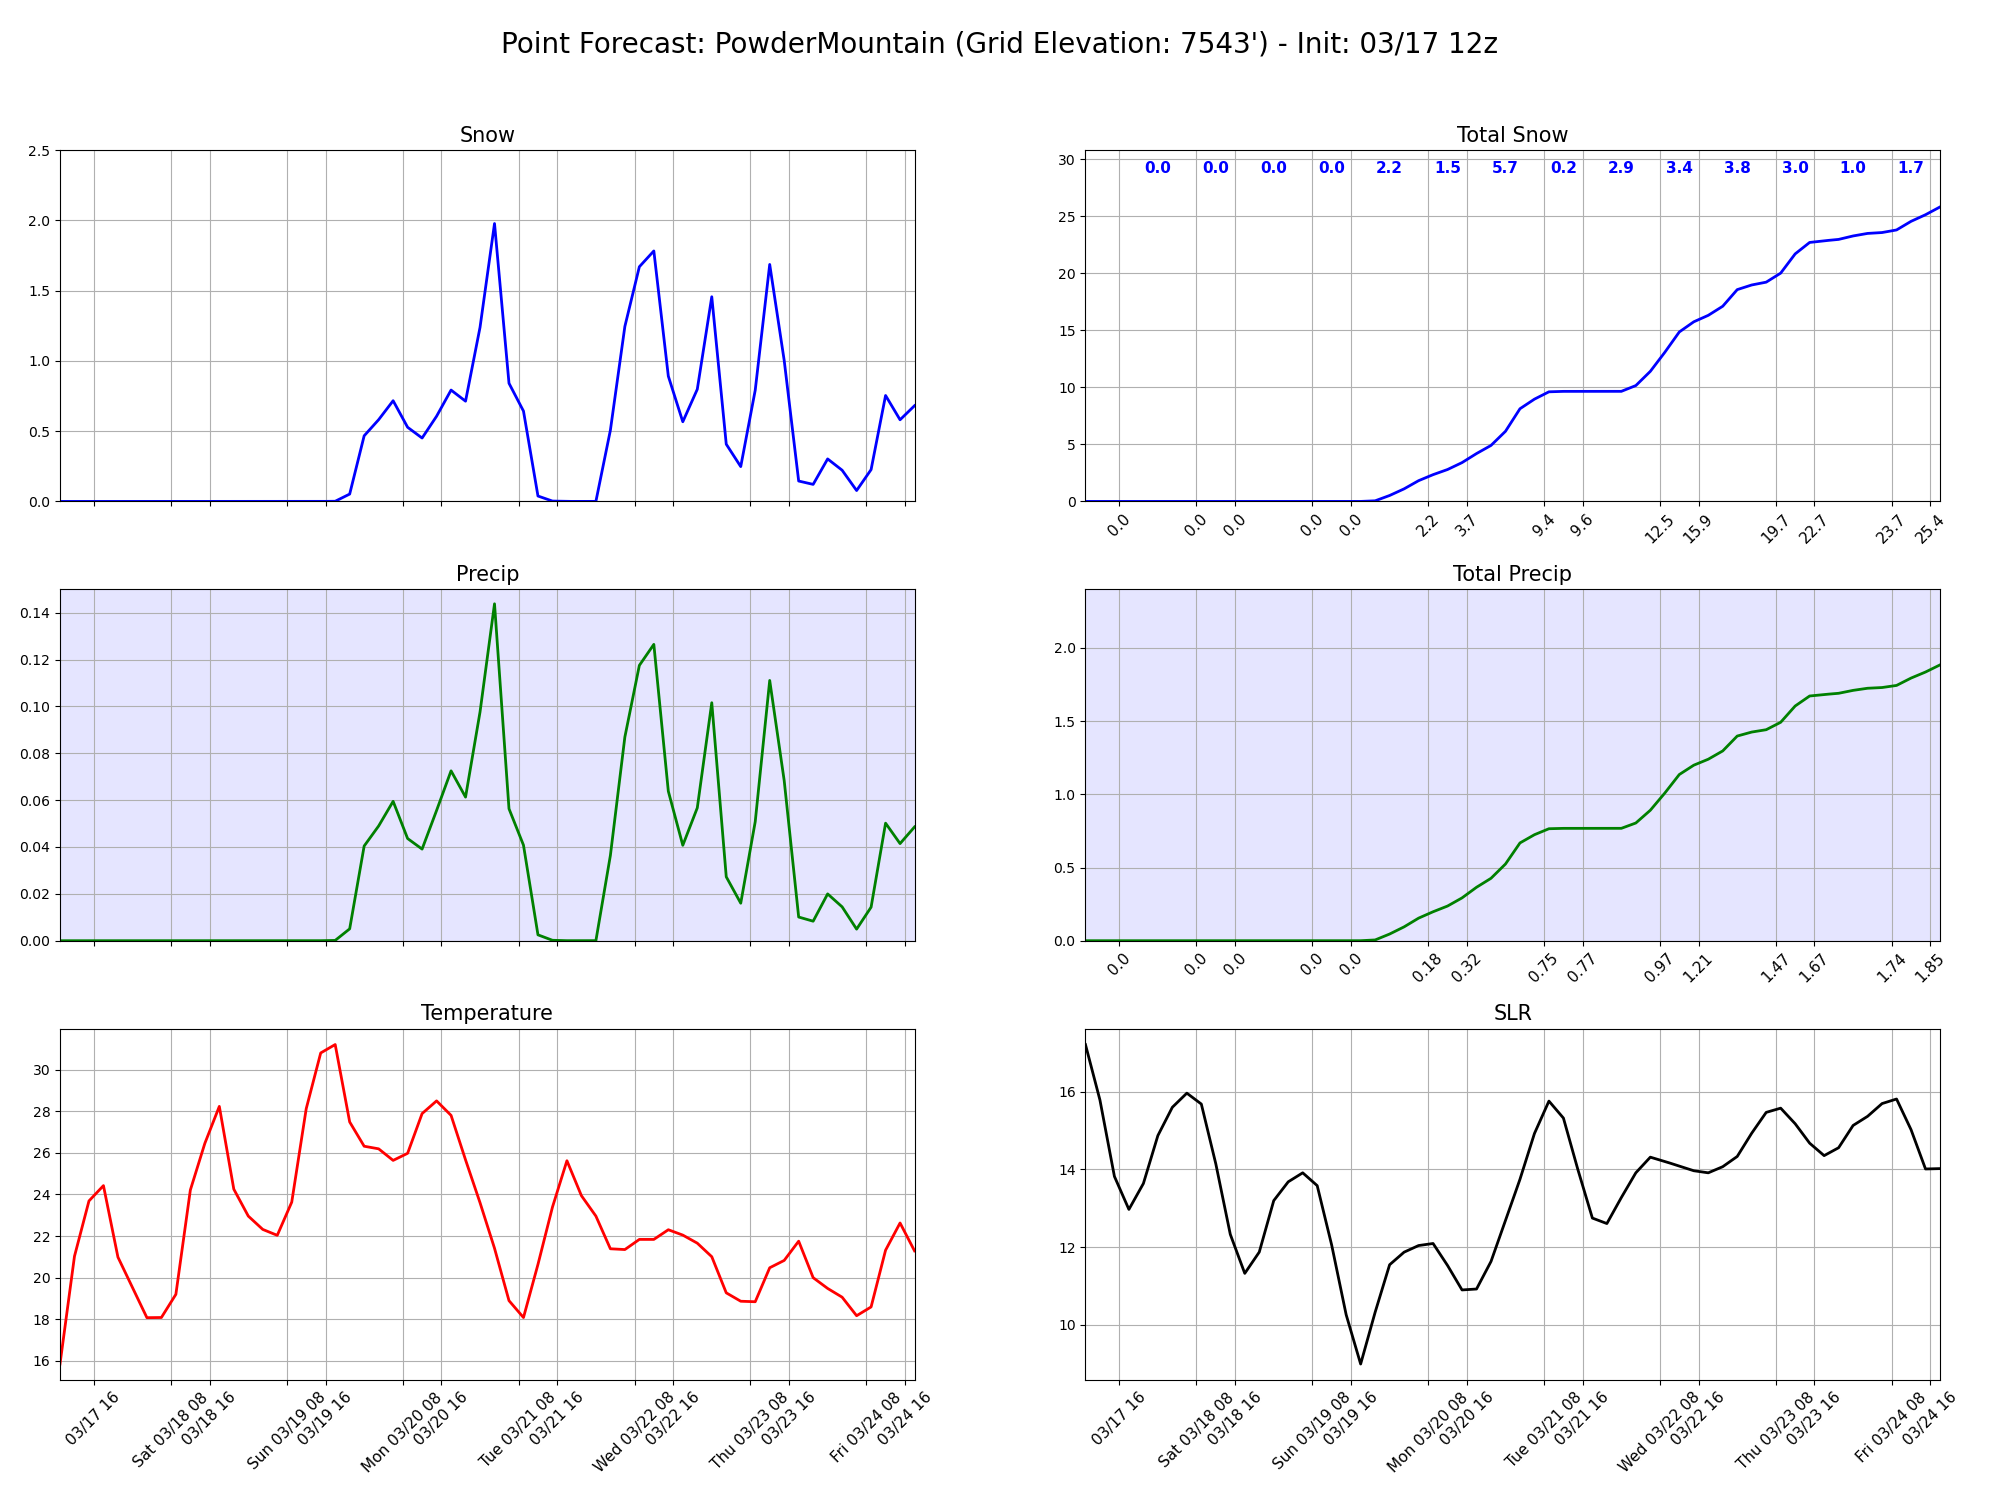 Point Forecast: PowderMountain (Grid Elevation: 7543') - Init: 03/17 12z
Snow
2.5
2.0
1.5
1.0
0.5
0.0
Total Snow
30
25
20
15
10
5
0
0.0 0.0 0.0 0.0 2.2 1.5 5.7 0.2 2.9 3.4 3.8 3.0 1.0 1.7
0.0 0.0 0.0 0.0 0.0 2.2 3.7 9.4 9.6 12.5 15.9 19.7 22.7 23.7 25.4
Precip
0.14
0.12
0.10
0.08
0.06
0.04
0.02
0.00
Total Precip
2.0
1.5
1.0
0.5
0.0
0.0 0.0 0.0 0.0 0.0 0.18 0.32 0.75 0.77 0.97 1.21 1.47 1.67 1.74 1.85
Temperature
30
28
26
24
22
20
18
16
03/17 16
Sat 03/18 08
03/18 16
Sun 03/19 08
03/19 16
Mon 03/20 08
03/20 16
Tue 03/21 08
03/21 16
Wed 03/22 08
03/22 16
Thu 03/23 08
03/23 16
Fri 03/24 08
03/24 16
SLR
16
14
12
10
03/17 16
Sat 03/18 08
03/18 16
Sun 03/19 08
03/19 16
Mon 03/20 08
03/20 16
Tue 03/21 08
03/21 16
Wed 03/22 08
03/22 16
Thu 03/23 08
03/23 16
Fri 03/24 08
03/24 16